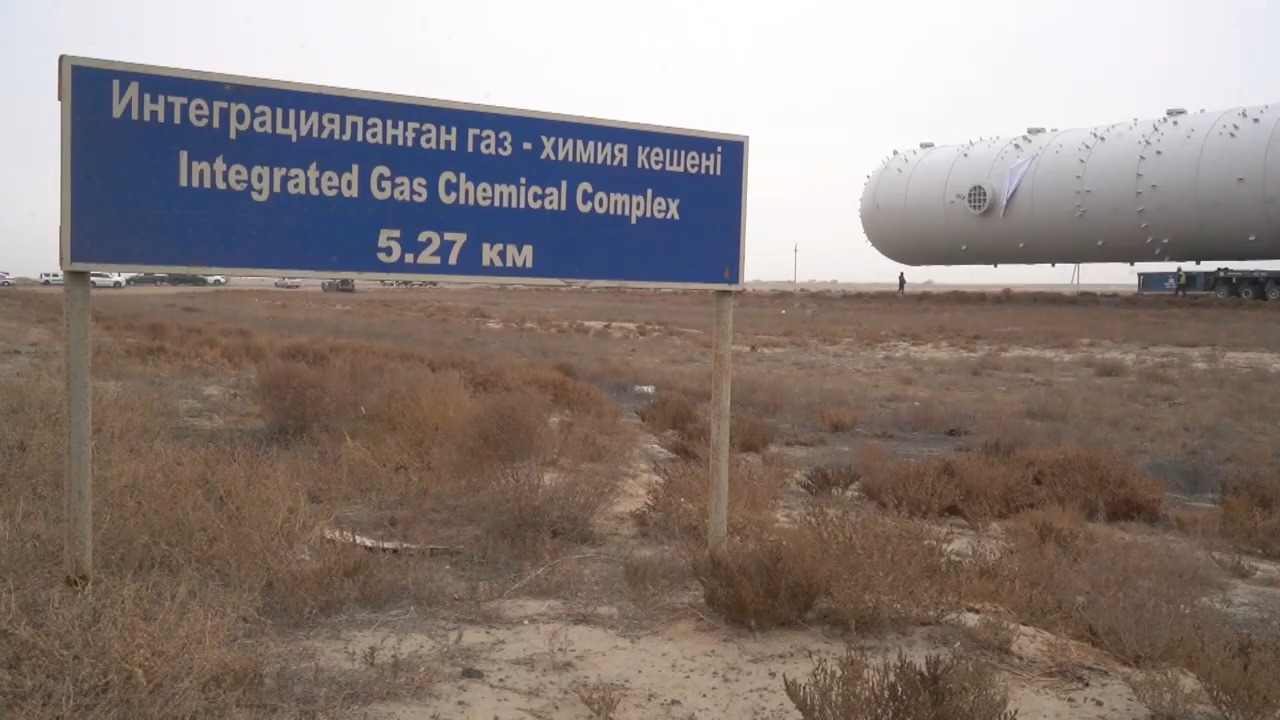 Интеграцияланған газ - химия кешені
Integrated Gas Chemical Complex
5.27 км